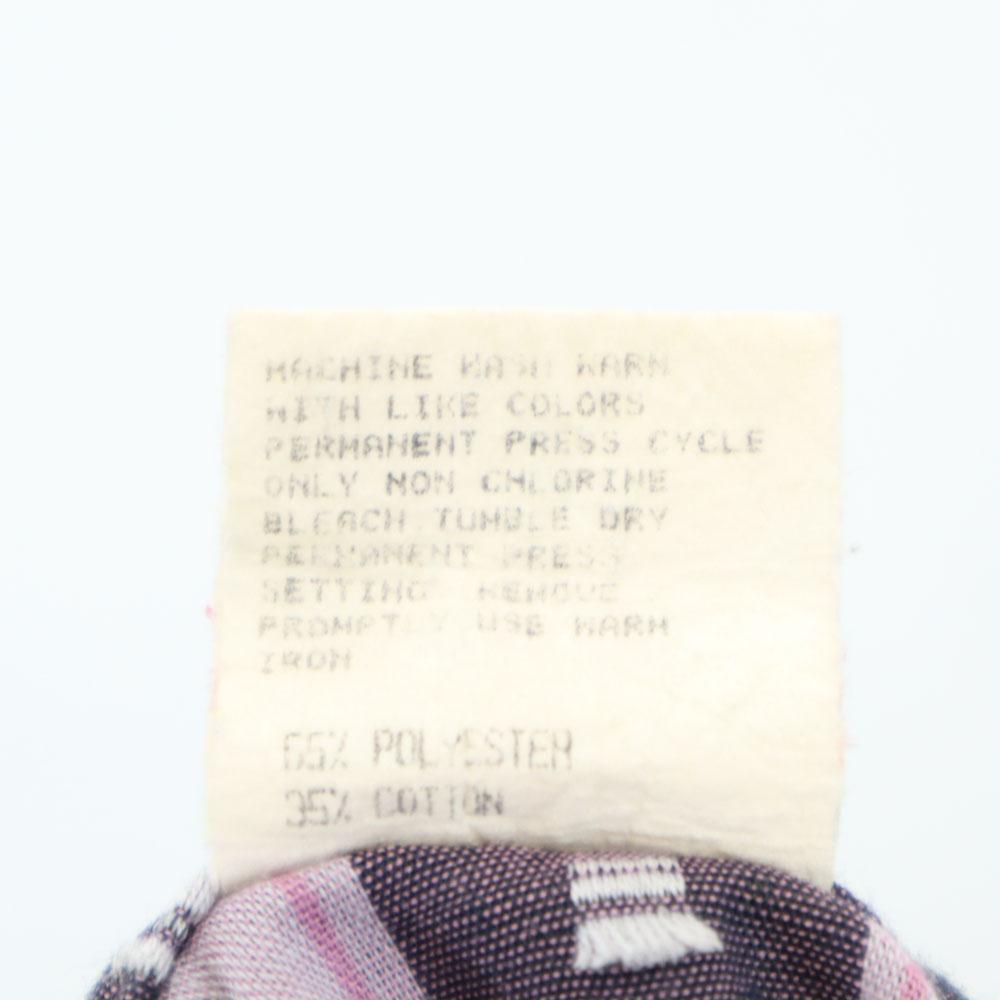 MACHINE WASH WARM
WITH LIKE COLORS
PERMANENT PRESS CYCLE
ONLY NON CHLORINE
BLEACH. TUMBLE DRY
PERMANENT PRESS
SETTING REMOVE
PROMPTLY USE WARM
IRON
65% POLYESTER
35% COTTON